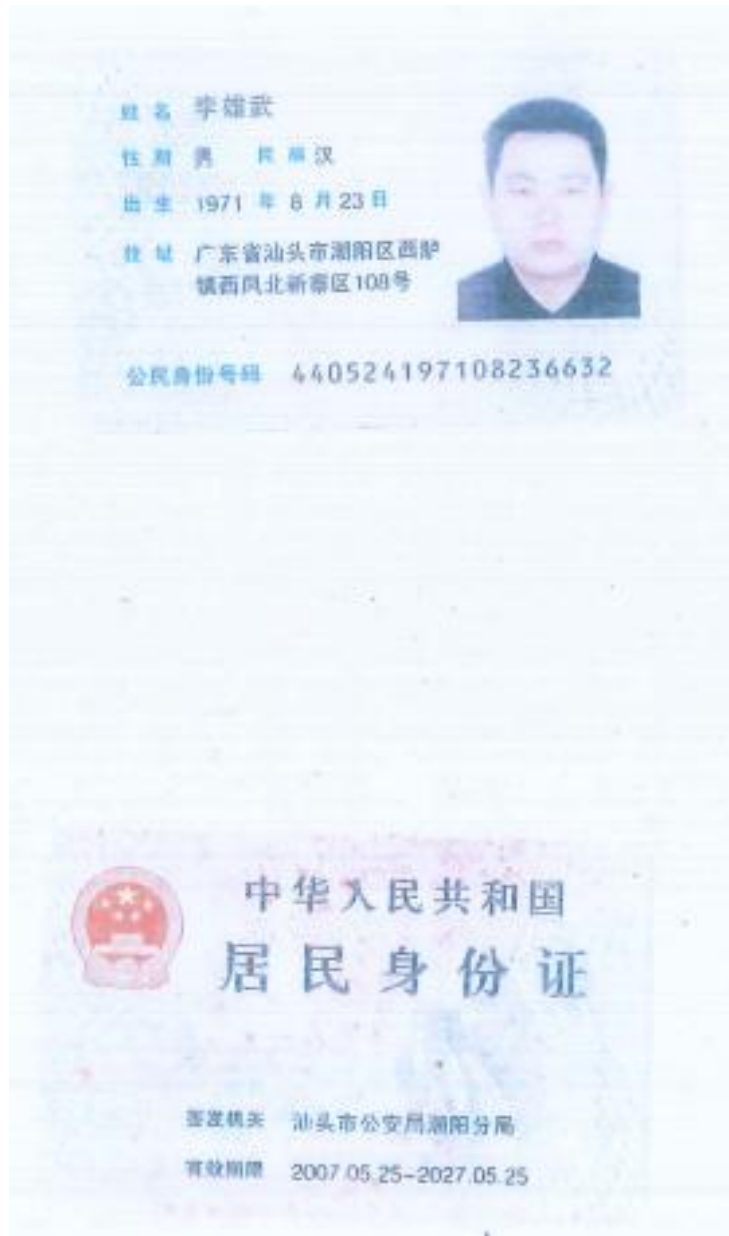 姓名 李雄武
性别 男 民族 汉
出生 1971 年 8 月 23 日
住址 广东省汕头市潮阳区西胪
镇西凤北新寨区108号
公民身份号码 440524197108236632
中华人民共和国
居民身份证
签发机关 汕头市公安局潮阳分局
有效期限 2007.05.25-2027.05.25